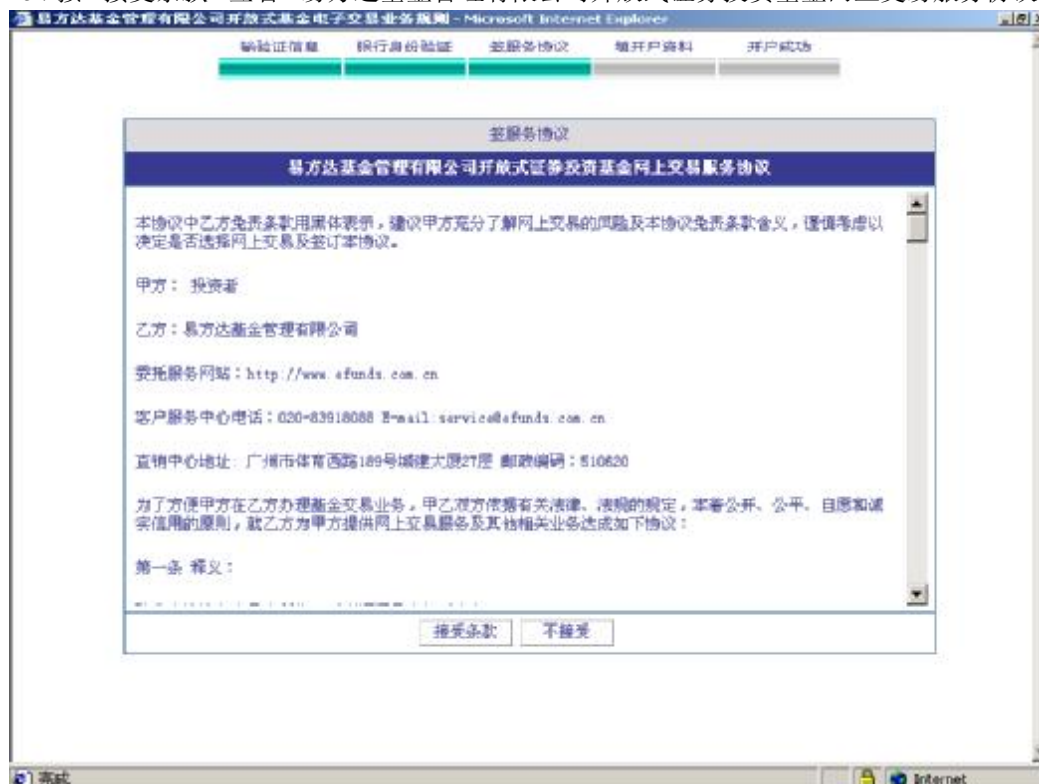 易方达基金管理有限公司开放式基金电子交易业务规则 - Microsoft Internet Explorer
输验证信息 银行身份验证 签服务协议 填开户资料 开户成功
签服务协议
易方达基金管理有限公司开放式证券投资基金网上交易服务协议
本协议中乙方免责条款用黑体表示，建议甲方充分了解网上交易的风险及本协议免责条款含义，谨慎考虑以
决定是否选择网上交易及签订本协议。
甲方： 投资者
乙方：易方达基金管理有限公司
委托服务网站：http://www.efunds.com.cn
客户服务中心电话：020-83918088 E-mail:service@efunds.com.cn
直销中心地址： 广州市体育西路189号城建大厦27层 邮政编码：510620
为了方便甲方在乙方办理基金交易业务，甲乙双方依据有关法律、法规的规定，本着公开、公平、自愿和诚
实信用的原则，就乙方为甲方提供网上交易服务及其他相关业务达成如下协议：
第一条 释义：
接受条款 不接受
完成 Internet